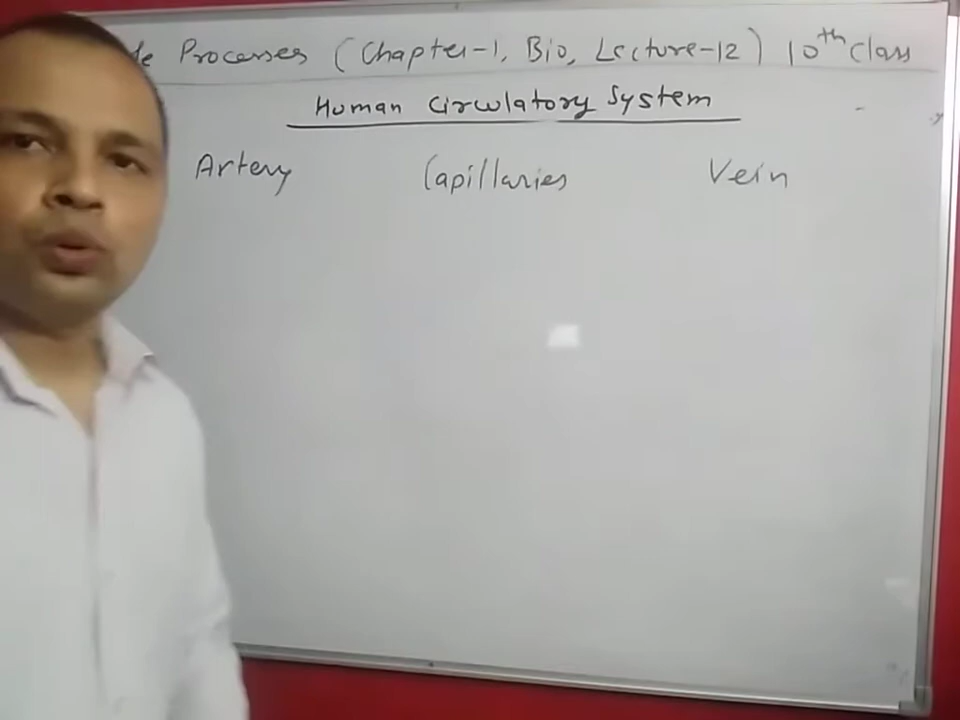 Processes (Chapter-1, Bio, Lecture-12) 10th class
Human Circulatory System
Artery Capillaries Vein